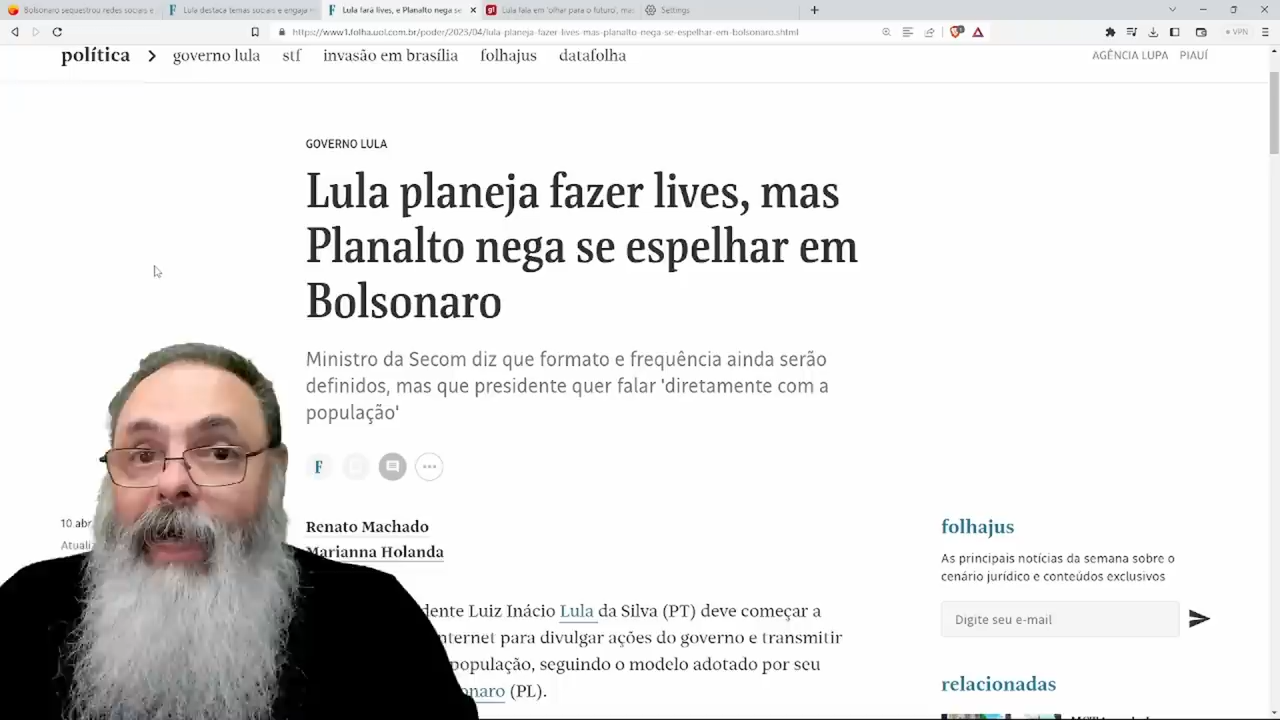 Bolsonaro sequestrou redes sociais e
Lula destaca temas sociais e engaja r
Lula fará lives, e Planalto nega se
Lula fala em 'olhar para o futuro', mas
Settings
https://www1.folha.uol.com.br/poder/2023/04/lula-planeja-fazer-lives-mas-planalto-nega-se-espelhar-em-bolsonaro.shtml
VPN
política
governo lula
stf
invasão em brasília
folhajus
datafolha
AGÊNCIA LUPA
PIAUÍ
GOVERNO LULA
Lula planeja fazer lives, mas
Planalto nega se espelhar em
Bolsonaro
Ministro da Secom diz que formato e frequência ainda serão
definidos, mas que presidente quer falar 'diretamente com a
população'
F
10 abr
Atualiz
Renato Machado
Marianna Holanda
dente Luiz Inácio Lula da Silva (PT) deve começar a
nternet para divulgar ações do governo e transmitir
população, seguindo o modelo adotado por seu
onaro (PL).
folhajus
As principais notícias da semana sobre o
cenário jurídico e conteúdos exclusivos
Digite seu e-mail
relacionadas